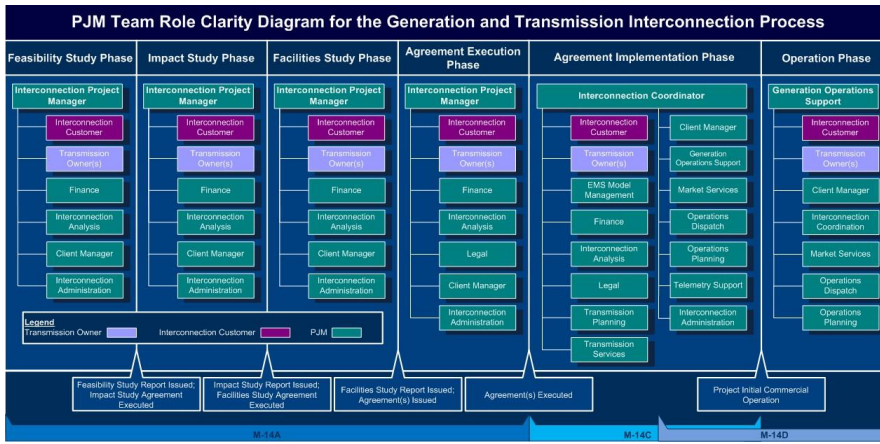 PJM Team Role Clarity Diagram for the Generation and Transmission Interconnection Process
Feasibility Study Phase
Interconnection Project
Manager
Interconnection
Customer
Transmission
Owner(s)
Finance
Interconnection
Analysis
Client Manager
Interconnection
Administration
Impact Study Phase
Interconnection Project
Manager
Interconnection
Customer
Transmission
Owner(s)
Finance
Interconnection
Analysis
Client Manager
Interconnection
Administration
Facilities Study Phase
Interconnection Project
Manager
Interconnection
Customer
Transmission
Owner(s)
Finance
Interconnection
Analysis
Client Manager
Interconnection
Administration
Agreement Execution
Phase
Interconnection Project
Manager
Interconnection
Customer
Transmission
Owner(s)
Finance
Interconnection
Analysis
Legal
Client Manager
Interconnection
Administration
Agreement Implementation Phase
Interconnection Coordinator
Interconnection
Customer
Transmission
Owner(s)
EMS Model
Management
Finance
Interconnection
Analysis
Legal
Transmission
Planning
Transmission
Services
Client Manager
Generation
Operations Support
Market Services
Operations
Dispatch
Operations
Planning
Telemetry Support
Interconnection
Administration
Operation Phase
Generation Operations
Support
Interconnection
Customer
Transmission
Owner(s)
Client Manager
Interconnection
Coordination
Market Services
Operations
Dispatch
Operations
Planning
Legend
Transmission Owner
Interconnection Customer
PJM
Feasibility Study Report Issued;
Impact Study Agreement
Executed
Impact Study Report Issued;
Facilities Study Agreement
Executed
Facilities Study Report Issued;
Agreement(s) Issued
Agreement(s) Executed
Project Initial Commercial
Operation
M-14A
M-14C
M-14D